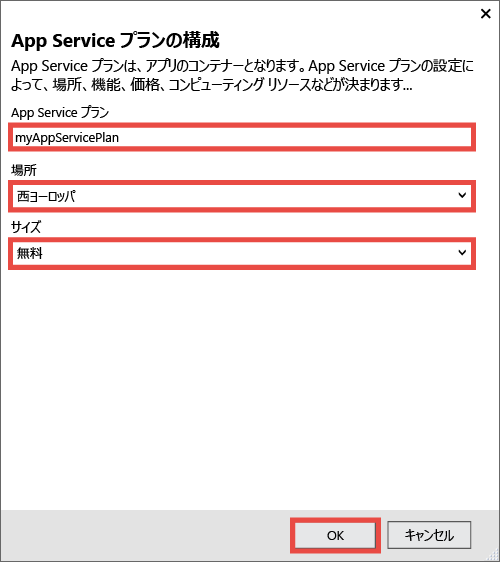 App Service プランの構成
App Service プランは、アプリのコンテナーとなります。App Service プランの設定に
よって、場所、機能、価格、コンピューティング リソースなどが決まります...
App Service プラン
myAppServicePlan
場所
西ヨーロッパ
サイズ
無料
OK キャンセル